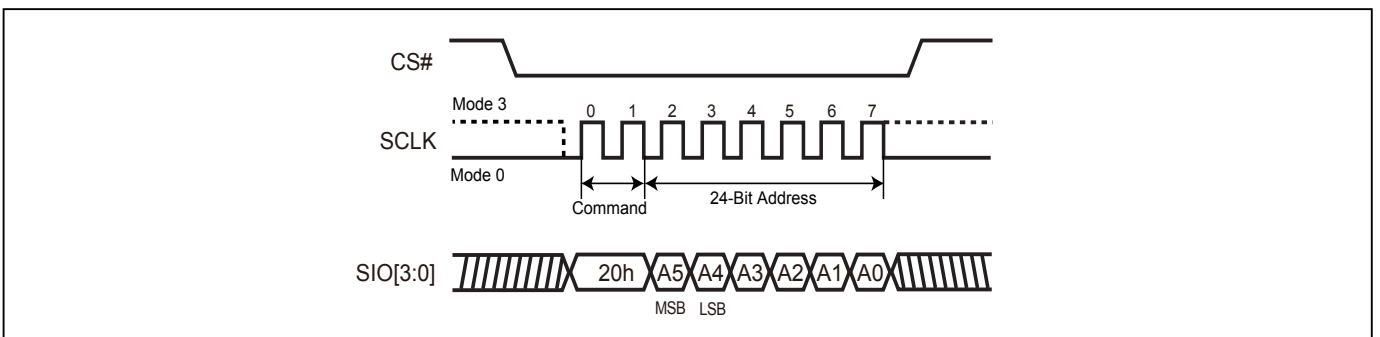 CS#
Mode 3
0 1 2 3 4 5 6 7
SCLK
Mode 0
Command
24-Bit Address
SIO[3:0]
20h A5 A4 A3 A2 A1 A0
MSB LSB